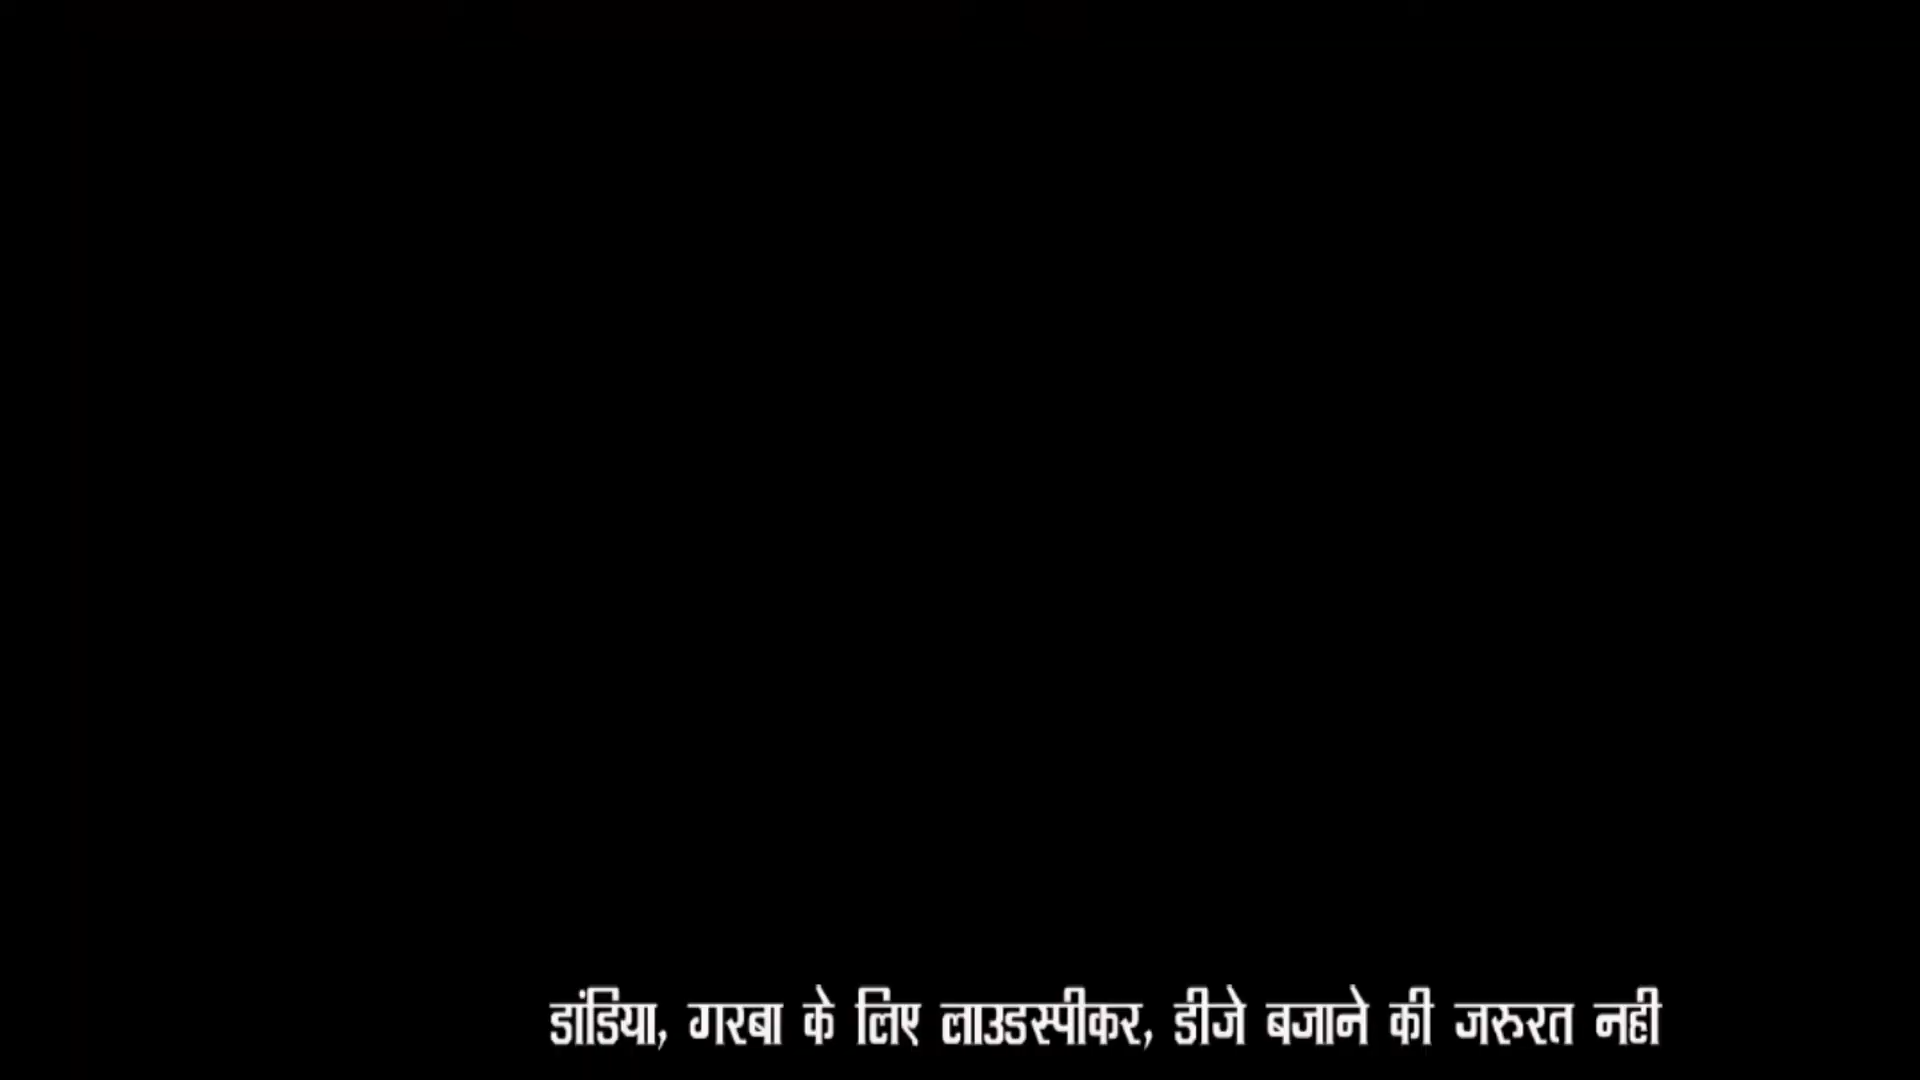 डांडिया, गरबा के लिए लाउडस्पीकर, डीजे बजाने की जरुरत नही